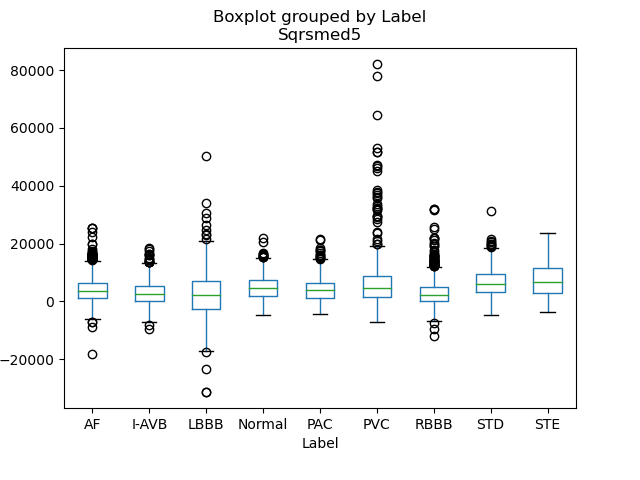 Boxplot grouped by Label
Sqrsmed5
80000
60000
40000
20000
0
−20000
AF I-AVB LBBB Normal PAC PVC RBBB STD STE
Label